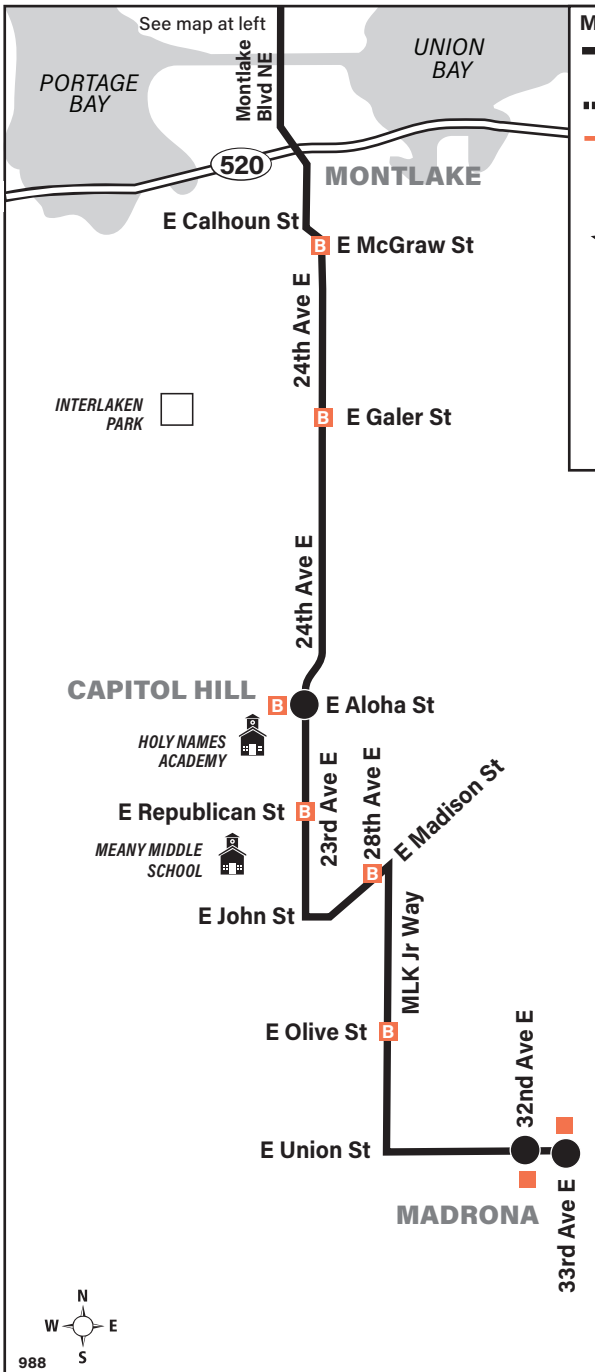 See map at left
M
UNION
BAY
PORTAGE
BAY
Montlake
Blvd NE
520
MONTLAKE
E Calhoun St
B
E McGraw St
24th Ave E
INTERLAKEN
PARK
B
E Galer St
24th Ave E
CAPITOL HILL
B
E Aloha St
HOLY NAMES
ACADEMY
E Republican St
B
23rd Ave E
28th Ave E
E Madison St
MEANY MIDDLE
SCHOOL
B
E John St
MLK Jr Way
E Olive St
B
32nd Ave E
E Union St
MADRONA
33rd Ave E
N
W
E
S
988